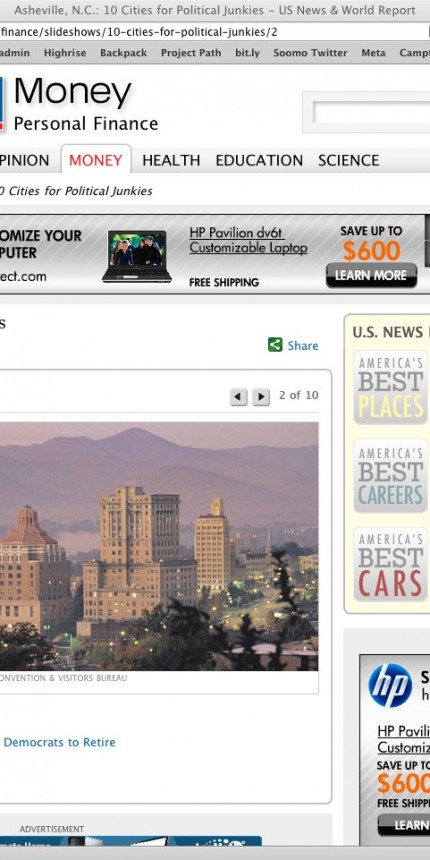 Asheville, N.C.: 10 Cities for Political Junkies – US News & World Report
finance/slideshows/10-cities-for-political-junkies/2
admin Highrise Backpack Project Path bit.ly Soomo Twitter Meta Campf
Money
Personal Finance
PINION MONEY HEALTH EDUCATION SCIENCE
0 Cities for Political Junkies
OMIZE YOUR
PUTER
ect.com
HP Pavilion dv6t
Customizable Laptop
FREE SHIPPING
SAVE UP TO
$600
LEARN MORE
s
Share
2 of 10
ONVENTION & VISITORS BUREAU
Democrats to Retire
ADVERTISEMENT
U.S. NEWS
AMERICA'S
BEST
PLACES
AMERICA'S
BEST
CAREERS
AMERICA'S
BEST
CARS
hp
S
h
HP Pavili
Customiz
SAVE UP TO
$600
FREE SHIPP
LEARN